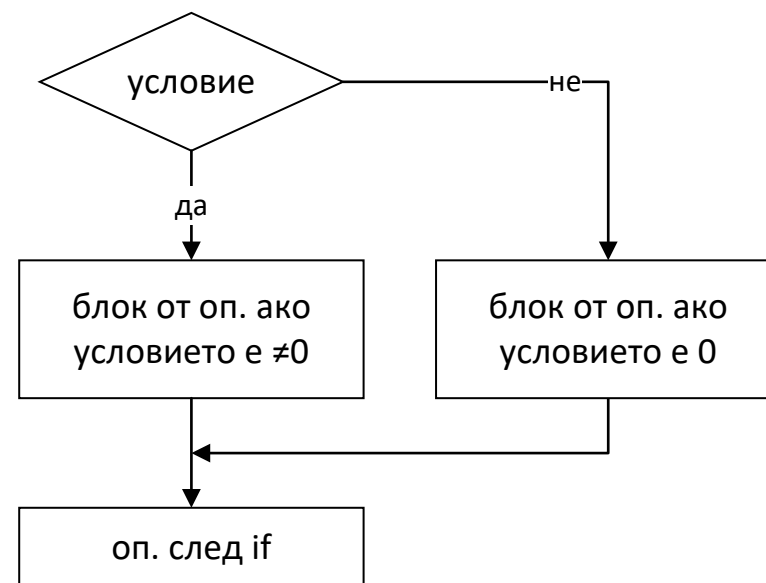 условие
не
да
блок от оп. ако
условието е ≠0
блок от оп. ако
условието е 0
оп. след if